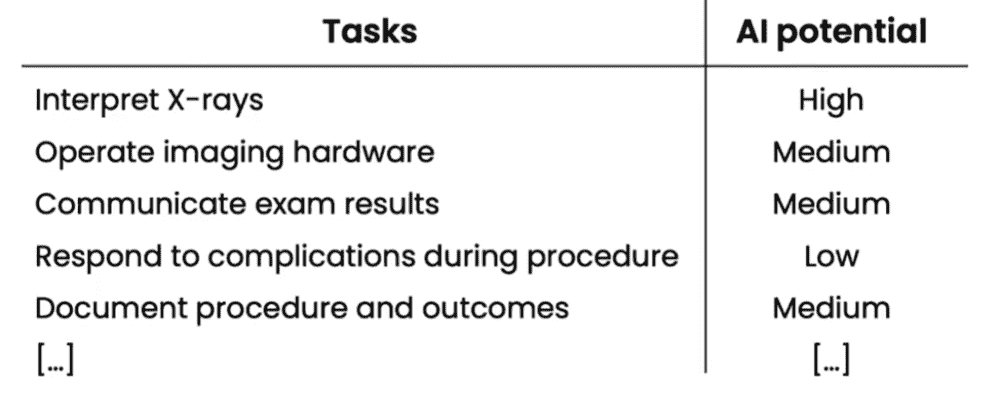 Tasks AI potential
Interpret X-rays High
Operate imaging hardware Medium
Communicate exam results Medium
Respond to complications during procedure Low
Document procedure and outcomes Medium
[...] [...]